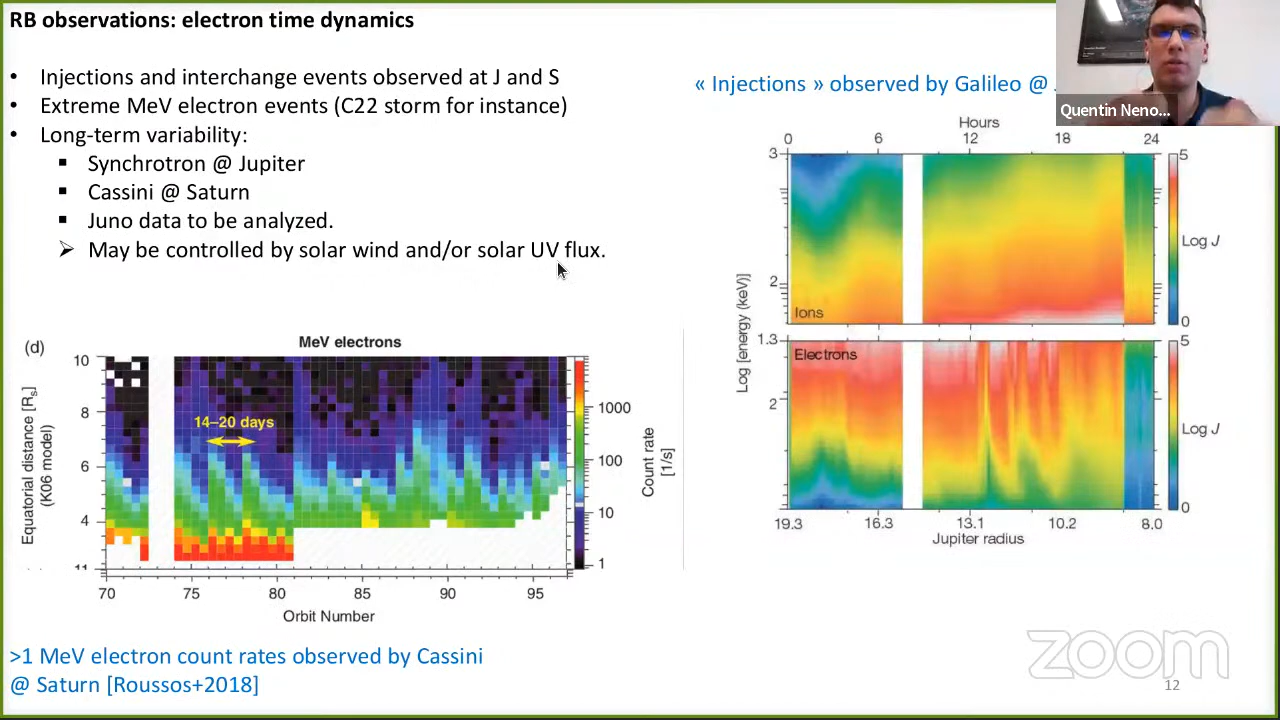 RB observations: electron time dynamics
• Injections and interchange events observed at J and S
• Extreme MeV electron events (C22 storm for instance)
• Long-term variability:
▪ Synchrotron @ Jupiter
▪ Cassini @ Saturn
▪ Juno data to be analyzed.
➢ May be controlled by solar wind and/or solar UV flux.
« Injections » observed by Galileo @
Quentin Neno...
Hours
0 6 12 18 24
3
2
Ions
5
Log J
0
Log [energy (keV)]
1.3
2
Electrons
5
Log J
0
19.3 16.3 13.1 10.2 8.0
Jupiter radius
(d)
MeV electrons
Equatorial distance [Rs]
(K06 model)
10
8
6
4
14–20 days
1000
100
10
1
Count rate
[1/s]
70 75 80 85 90 95
Orbit Number
>1 MeV electron count rates observed by Cassini
@ Saturn [Roussos+2018]
zoom
12